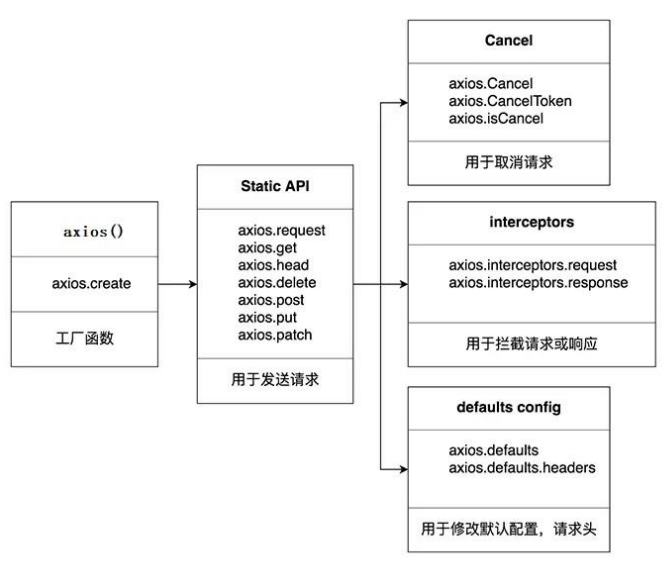 axios()
axios.create
工厂函数
Static API
axios.request
axios.get
axios.head
axios.delete
axios.post
axios.put
axios.patch
用于发送请求
Cancel
axios.Cancel
axios.CancelToken
axios.isCancel
用于取消请求
interceptors
axios.interceptors.request
axios.interceptors.response
用于拦截请求或响应
defaults config
axios.defaults
axios.defaults.headers
用于修改默认配置，请求头